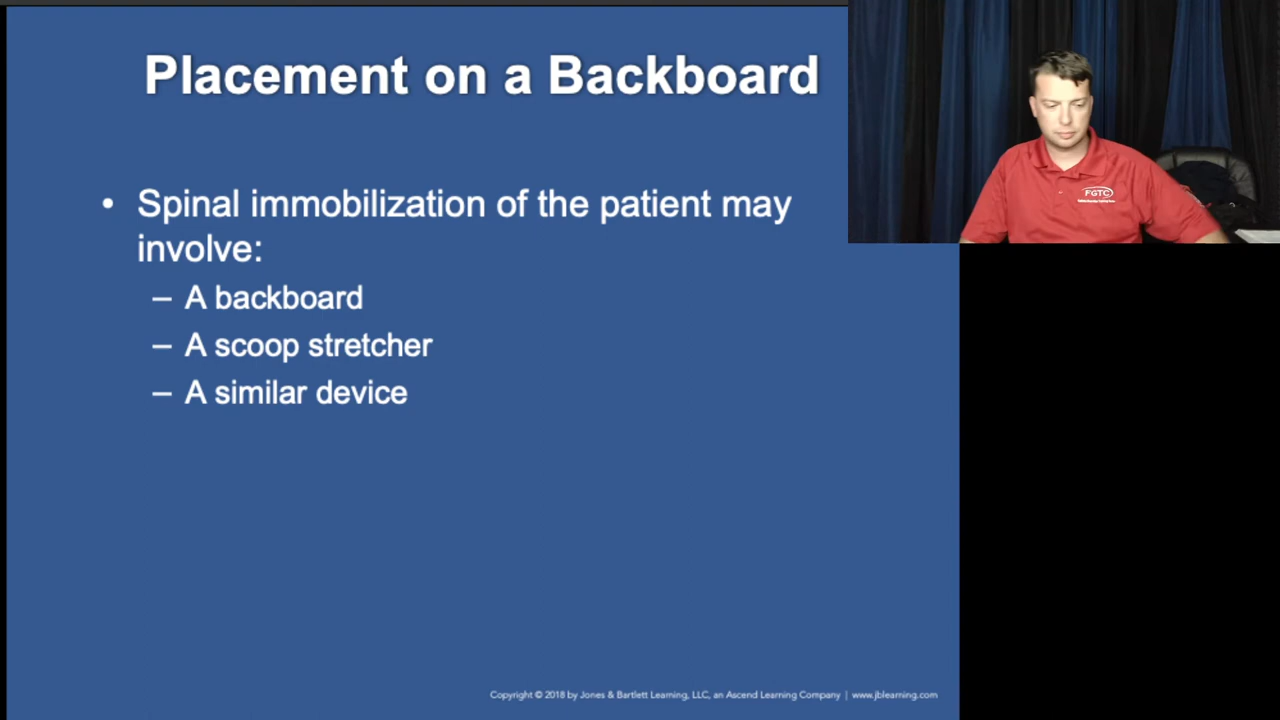 Placement on a Backboard
• Spinal immobilization of the patient may
involve:
– A backboard
– A scoop stretcher
– A similar device
FGTC
Copyright © 2018 by Jones & Bartlett Learning, LLC, an Ascend Learning Company | www.jblearning.com